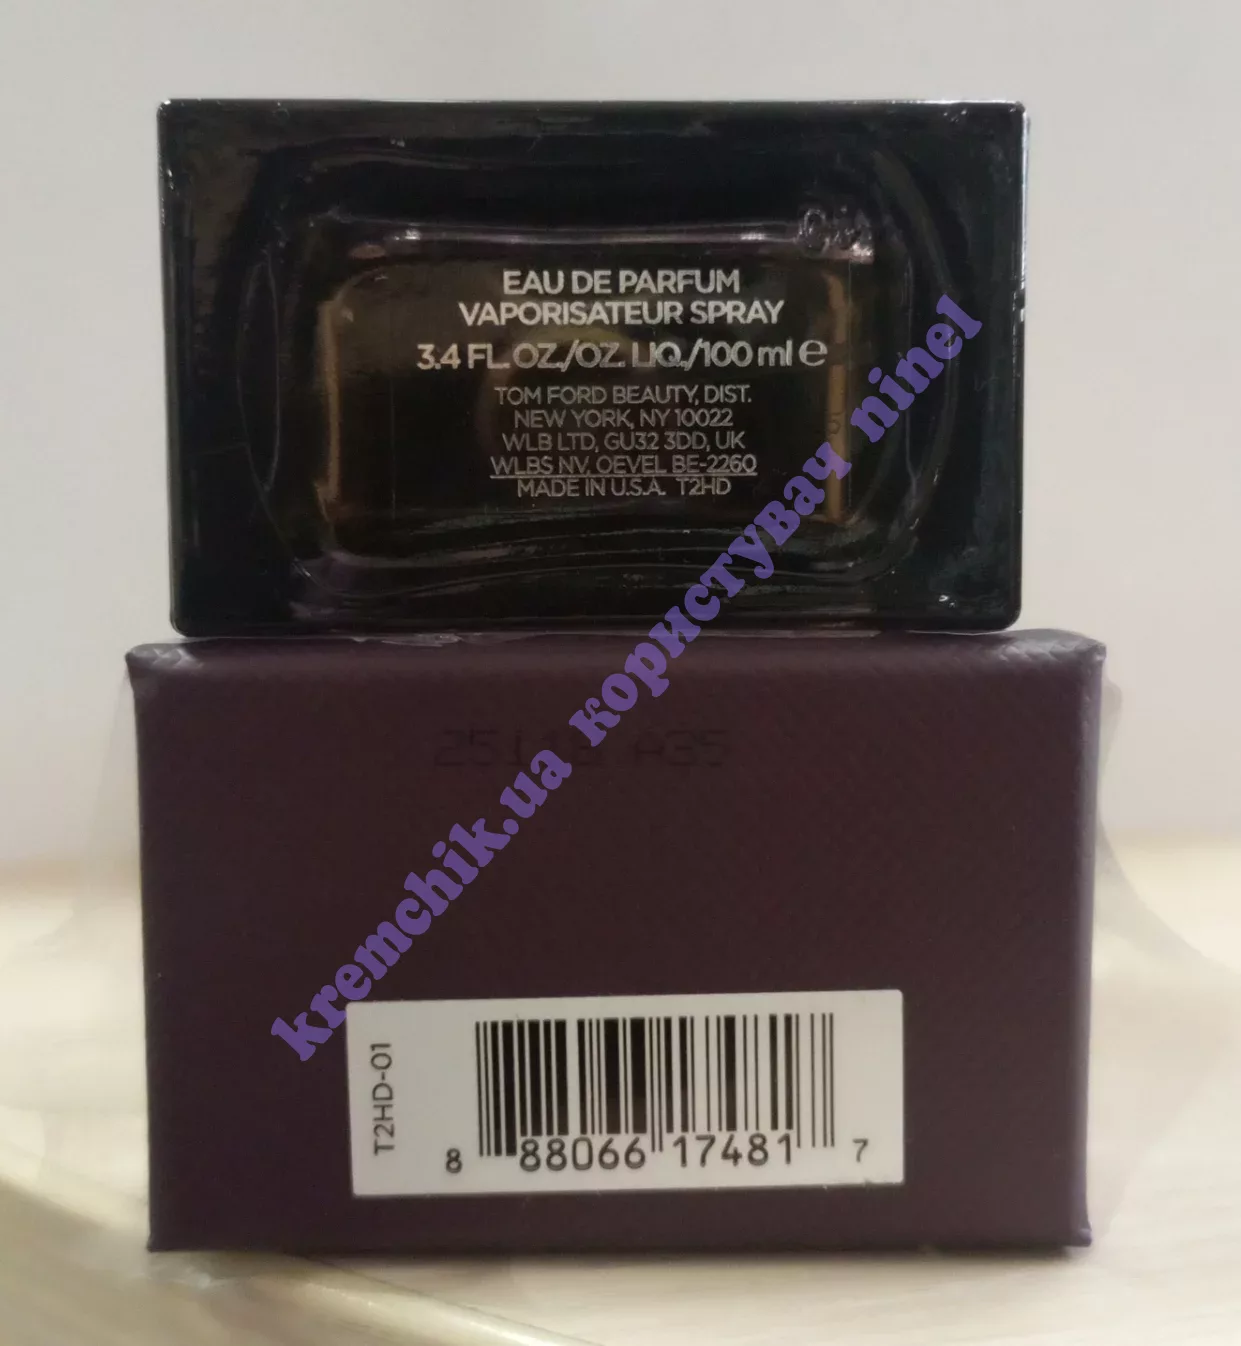 EAU DE PARFUM
VAPORISATEUR SPRAY
3.4 FL.OZ./OZ. LIQ./100 ml e
TOM FORD BEAUTY, DIST.
NEW YORK, NY 10022
WLB LTD, GU32 3DD, UK
WLBS NV, OEVEL BE-2260
MADE IN U.S.A. T2HD
A35
kremchik.ua користувач ninel
T2HD-01
8 88066 17481 7